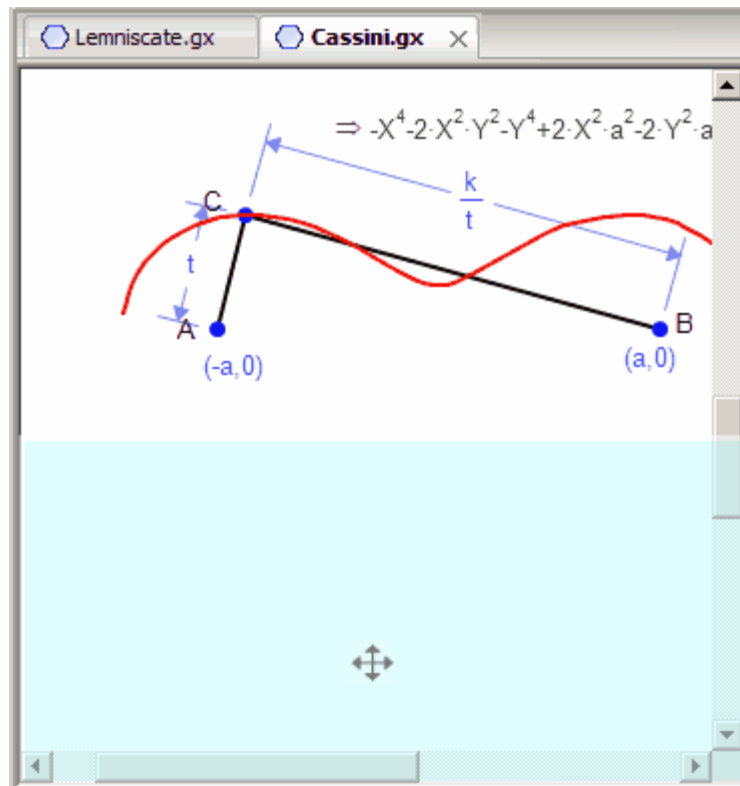 Lemniscate.gx Cassini.gx
⇒ -X⁴-2·X²·Y²-Y⁴+2·X²·a²-2·Y²·a
C
k/t
t
A
B
(-a,0)
(a,0)